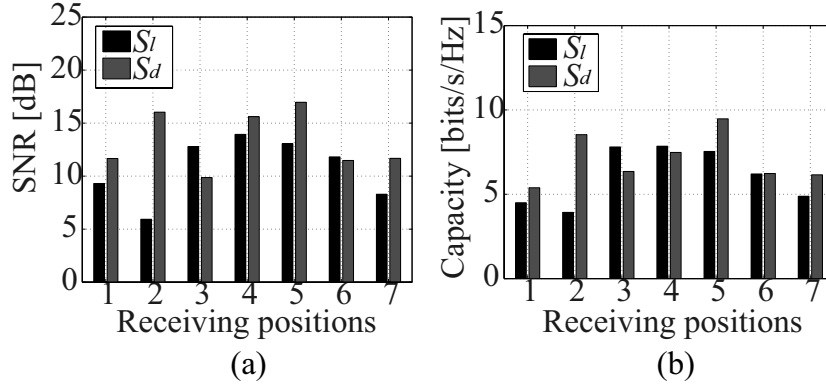 SNR [dB]
25
20
15
10
5
0
Sl
Sd
1 2 3 4 5 6 7
Receiving positions
(a)
Capacity [bits/s/Hz]
15
10
5
0
Sl
Sd
1 2 3 4 5 6 7
Receiving positions
(b)